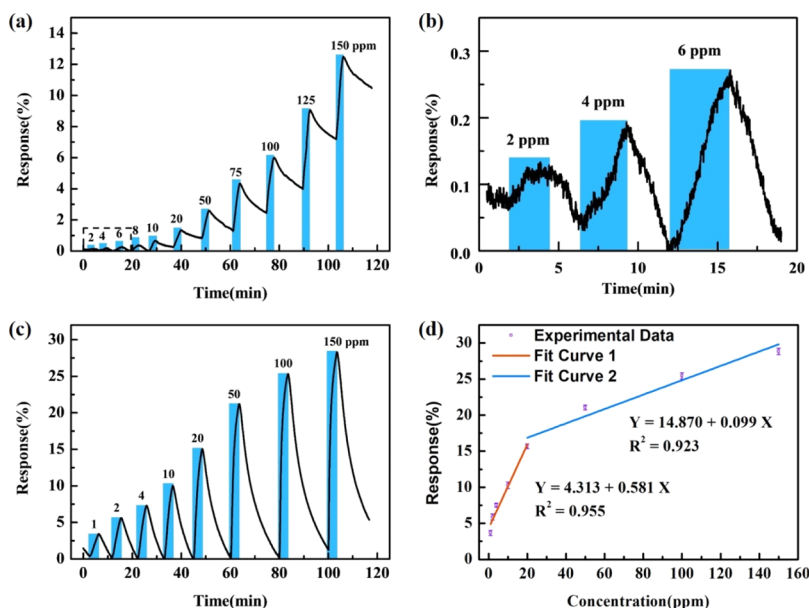 (a)
14
12
10
8
6
4
2
0
Response(%)
2
4
6
8
10
20
50
75
100
125
150 ppm
0 20 40 60 80 100 120
Time(min)
(b)
0.3
0.2
0.1
0.0
Response(%)
2 ppm
4 ppm
6 ppm
0 5 10 15 20
Time(min)
(c)
30
25
20
15
10
5
0
Response(%)
1
2
4
10
20
50
100
150 ppm
0 20 40 60 80 100 120
Time(min)
(d)
35
30
25
20
15
10
5
0
Response(%)
Experimental Data
Fit Curve 1
Fit Curve 2
Y = 14.870 + 0.099 X
R² = 0.923
Y = 4.313 + 0.581 X
R² = 0.955
0 20 40 60 80 100 120 140 160
Concentration(ppm)